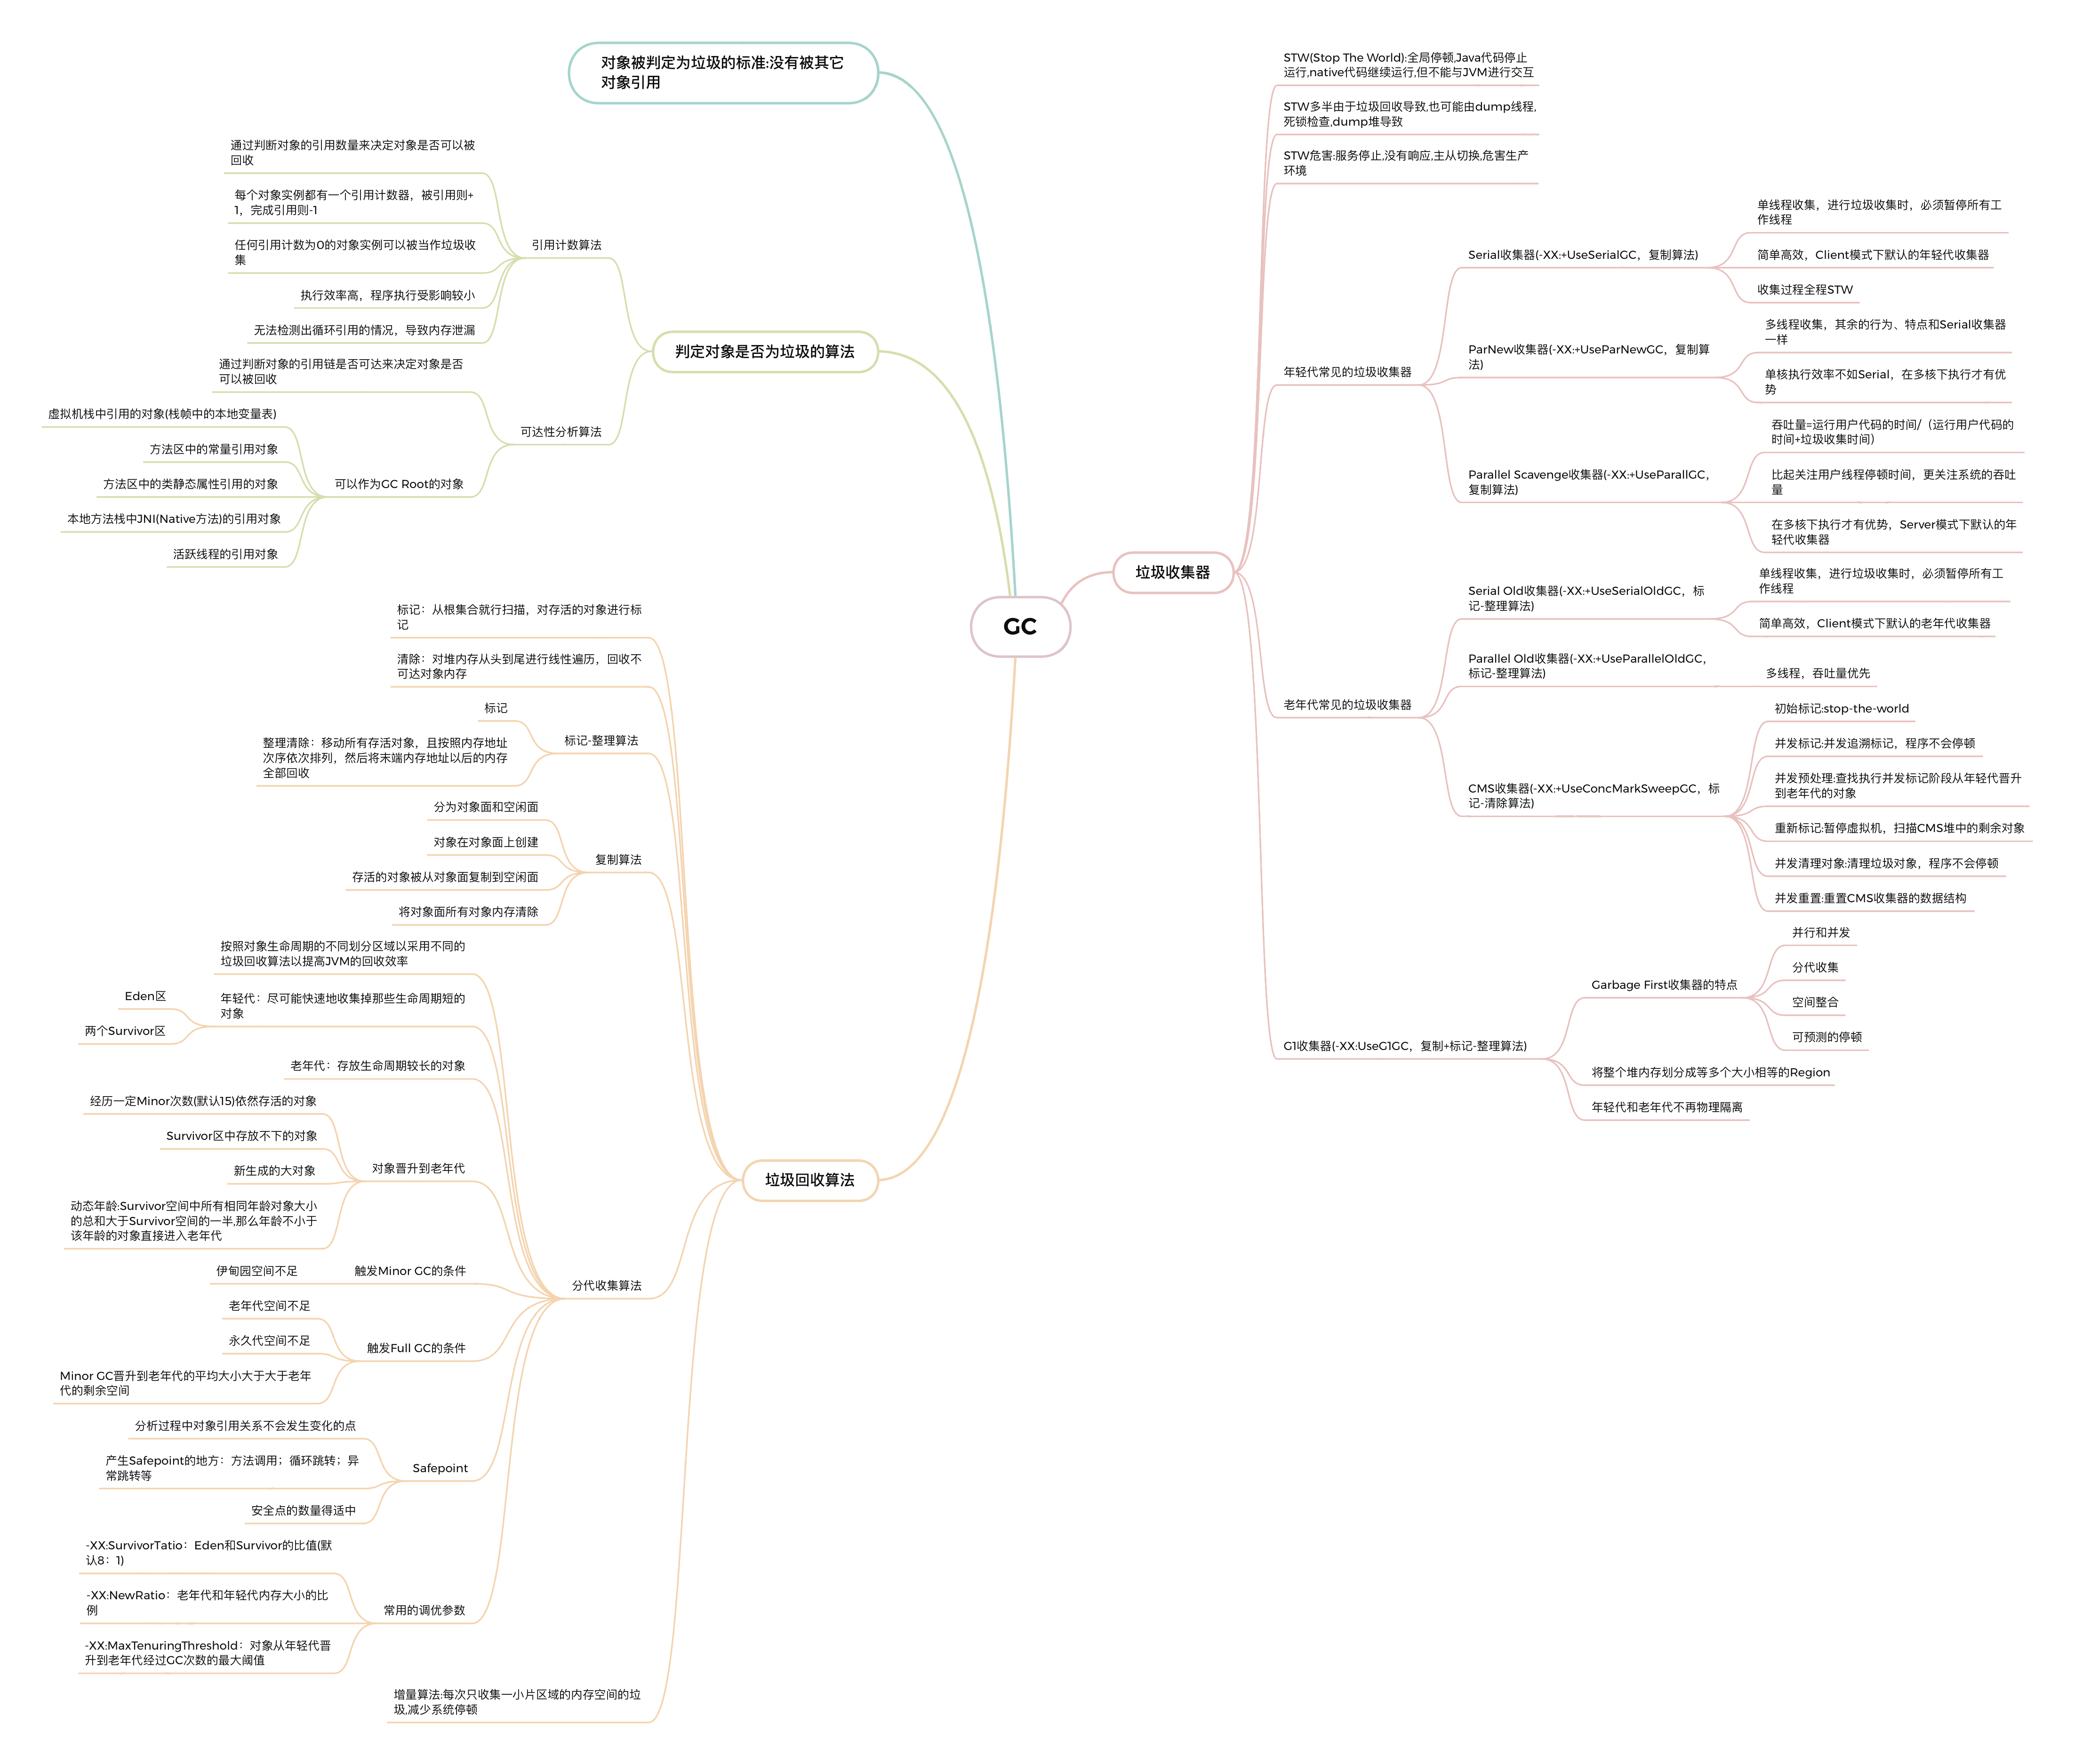 对象被判定为垃圾的标准:没有被其它
对象引用
通过判断对象的引用数量来决定对象是否可以被
回收
每个对象实例都有一个引用计数器，被引用则+
1，完成引用则-1
任何引用计数为0的对象实例可以被当作垃圾收
集
执行效率高，程序执行受影响较小
无法检测出循环引用的情况，导致内存泄漏
引用计数算法
通过判断对象的引用链是否可达来决定对象是否
可以被回收
虚拟机栈中引用的对象(栈帧中的本地变量表)
方法区中的常量引用对象
方法区中的类静态属性引用的对象
本地方法栈中JNI(Native方法)的引用对象
活跃线程的引用对象
可以作为GC Root的对象
可达性分析算法
判定对象是否为垃圾的算法
标记：从根集合就行扫描，对存活的对象进行标
记
清除：对堆内存从头到尾进行线性遍历，回收不
可达对象内存
标记
整理清除：移动所有存活对象，且按照内存地址
次序依次排列，然后将末端内存地址以后的内存
全部回收
标记-整理算法
分为对象面和空闲面
对象在对象面上创建
存活的对象被从对象面复制到空闲面
将对象面所有对象内存清除
复制算法
按照对象生命周期的不同划分区域以采用不同的
垃圾回收算法以提高JVM的回收效率
Eden区
两个Survivor区
年轻代：尽可能快速地收集掉那些生命周期短的
对象
老年代：存放生命周期较长的对象
经历一定Minor次数(默认15)依然存活的对象
Survivor区中存放不下的对象
新生成的大对象
动态年龄:Survivor空间中所有相同年龄对象大小
的总和大于Survivor空间的一半,那么年龄不小于
该年龄的对象直接进入老年代
对象晋升到老年代
伊甸园空间不足
触发Minor GC的条件
老年代空间不足
永久代空间不足
Minor GC晋升到老年代的平均大小大于大于老年
代的剩余空间
触发Full GC的条件
分析过程中对象引用关系不会发生变化的点
产生Safepoint的地方：方法调用；循环跳转；异
常跳转等
安全点的数量得适中
Safepoint
-XX:SurvivorTatio：Eden和Survivor的比值(默
认8：1)
-XX:NewRatio：老年代和年轻代内存大小的比
例
-XX:MaxTenuringThreshold：对象从年轻代晋
升到老年代经过GC次数的最大阈值
常用的调优参数
分代收集算法
增量算法:每次只收集一小片区域的内存空间的垃
圾,减少系统停顿
垃圾回收算法
GC
垃圾收集器
STW(Stop The World):全局停顿,Java代码停止
运行,native代码继续运行,但不能与JVM进行交互
STW多半由于垃圾回收导致,也可能由dump线程,
死锁检查,dump堆导致
STW危害:服务停止,没有响应,主从切换,危害生产
环境
年轻代常见的垃圾收集器
Serial收集器(-XX:+UseSerialGC，复制算法)
单线程收集，进行垃圾收集时，必须暂停所有工
作线程
简单高效，Client模式下默认的年轻代收集器
收集过程全程STW
ParNew收集器(-XX:+UseParNewGC，复制算
法)
多线程收集，其余的行为、特点和Serial收集器
一样
单核执行效率不如Serial，在多核下执行才有优
势
Parallel Scavenge收集器(-XX:+UseParallGC，
复制算法)
吞吐量=运行用户代码的时间/（运行用户代码的
时间+垃圾收集时间）
比起关注用户线程停顿时间，更关注系统的吞吐
量
在多核下执行才有优势，Server模式下默认的年
轻代收集器
老年代常见的垃圾收集器
Serial Old收集器(-XX:+UseSerialOldGC，标
记-整理算法)
单线程收集，进行垃圾收集时，必须暂停所有工
作线程
简单高效，Client模式下默认的老年代收集器
Parallel Old收集器(-XX:+UseParallelOldGC，
标记-整理算法)
多线程，吞吐量优先
CMS收集器(-XX:+UseConcMarkSweepGC，标
记-清除算法)
初始标记:stop-the-world
并发标记:并发追溯标记，程序不会停顿
并发预处理:查找执行并发标记阶段从年轻代晋升
到老年代的对象
重新标记:暂停虚拟机，扫描CMS堆中的剩余对象
并发清理对象:清理垃圾对象，程序不会停顿
并发重置:重置CMS收集器的数据结构
G1收集器(-XX:UseG1GC，复制+标记-整理算法)
Garbage First收集器的特点
并行和并发
分代收集
空间整合
可预测的停顿
将整个堆内存划分成等多个大小相等的Region
年轻代和老年代不再物理隔离